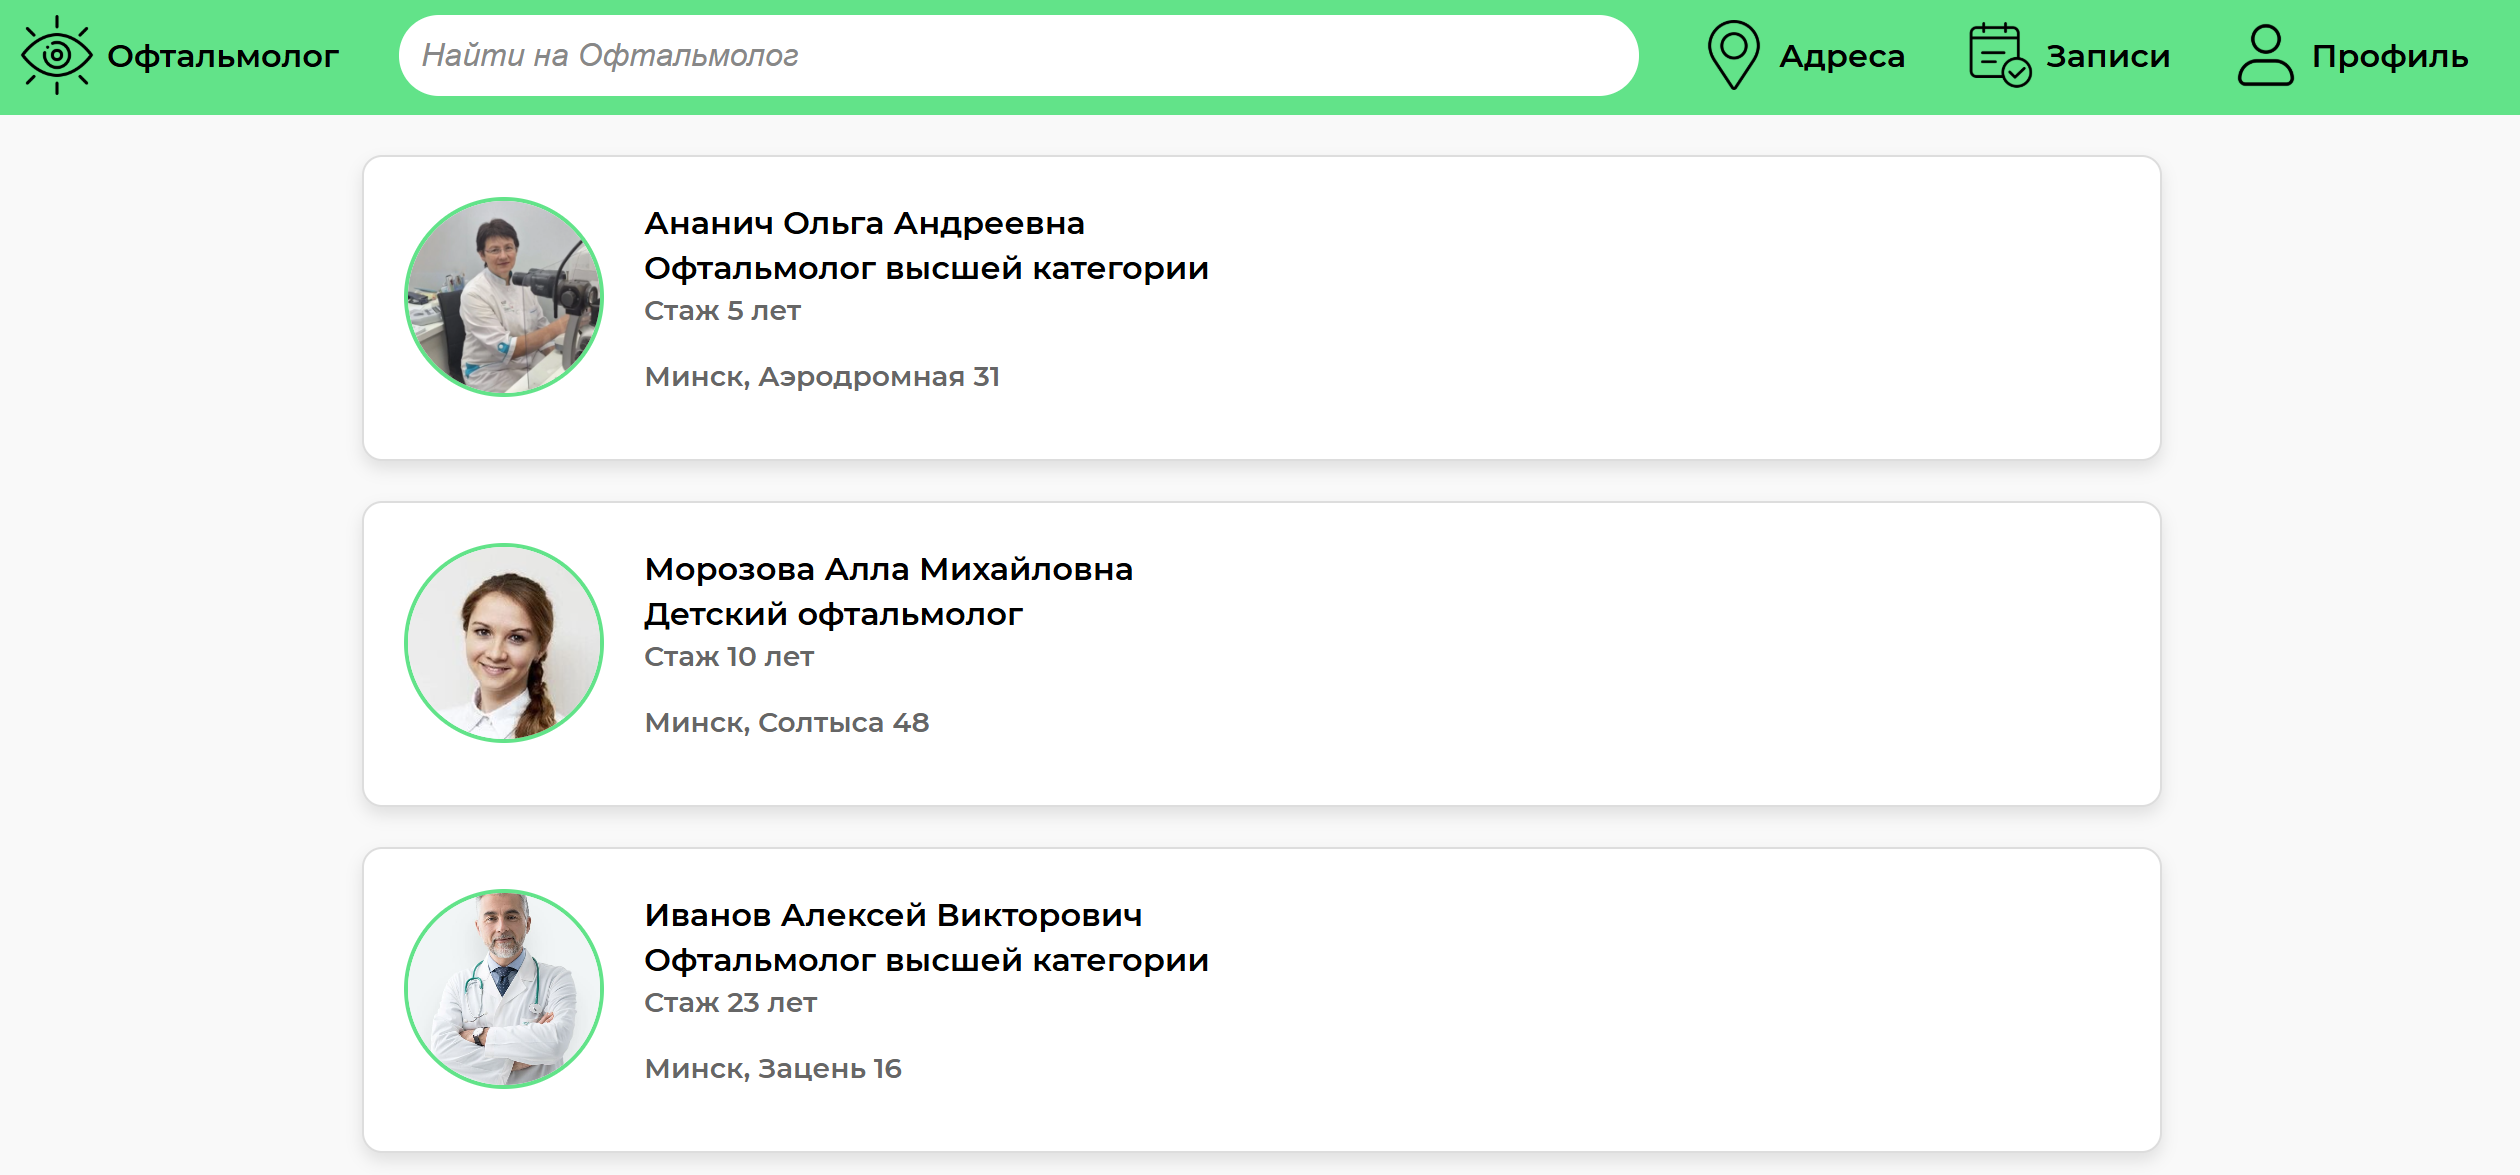 Офтальмолог
Найти на Офтальмолог
Адреса
Записи
Профиль
Ананич Ольга Андреевна
Офтальмолог высшей категории
Стаж 5 лет
Минск, Аэродромная 31
Морозова Алла Михайловна
Детский офтальмолог
Стаж 10 лет
Минск, Солтыса 48
Иванов Алексей Викторович
Офтальмолог высшей категории
Стаж 23 лет
Минск, Зацень 16